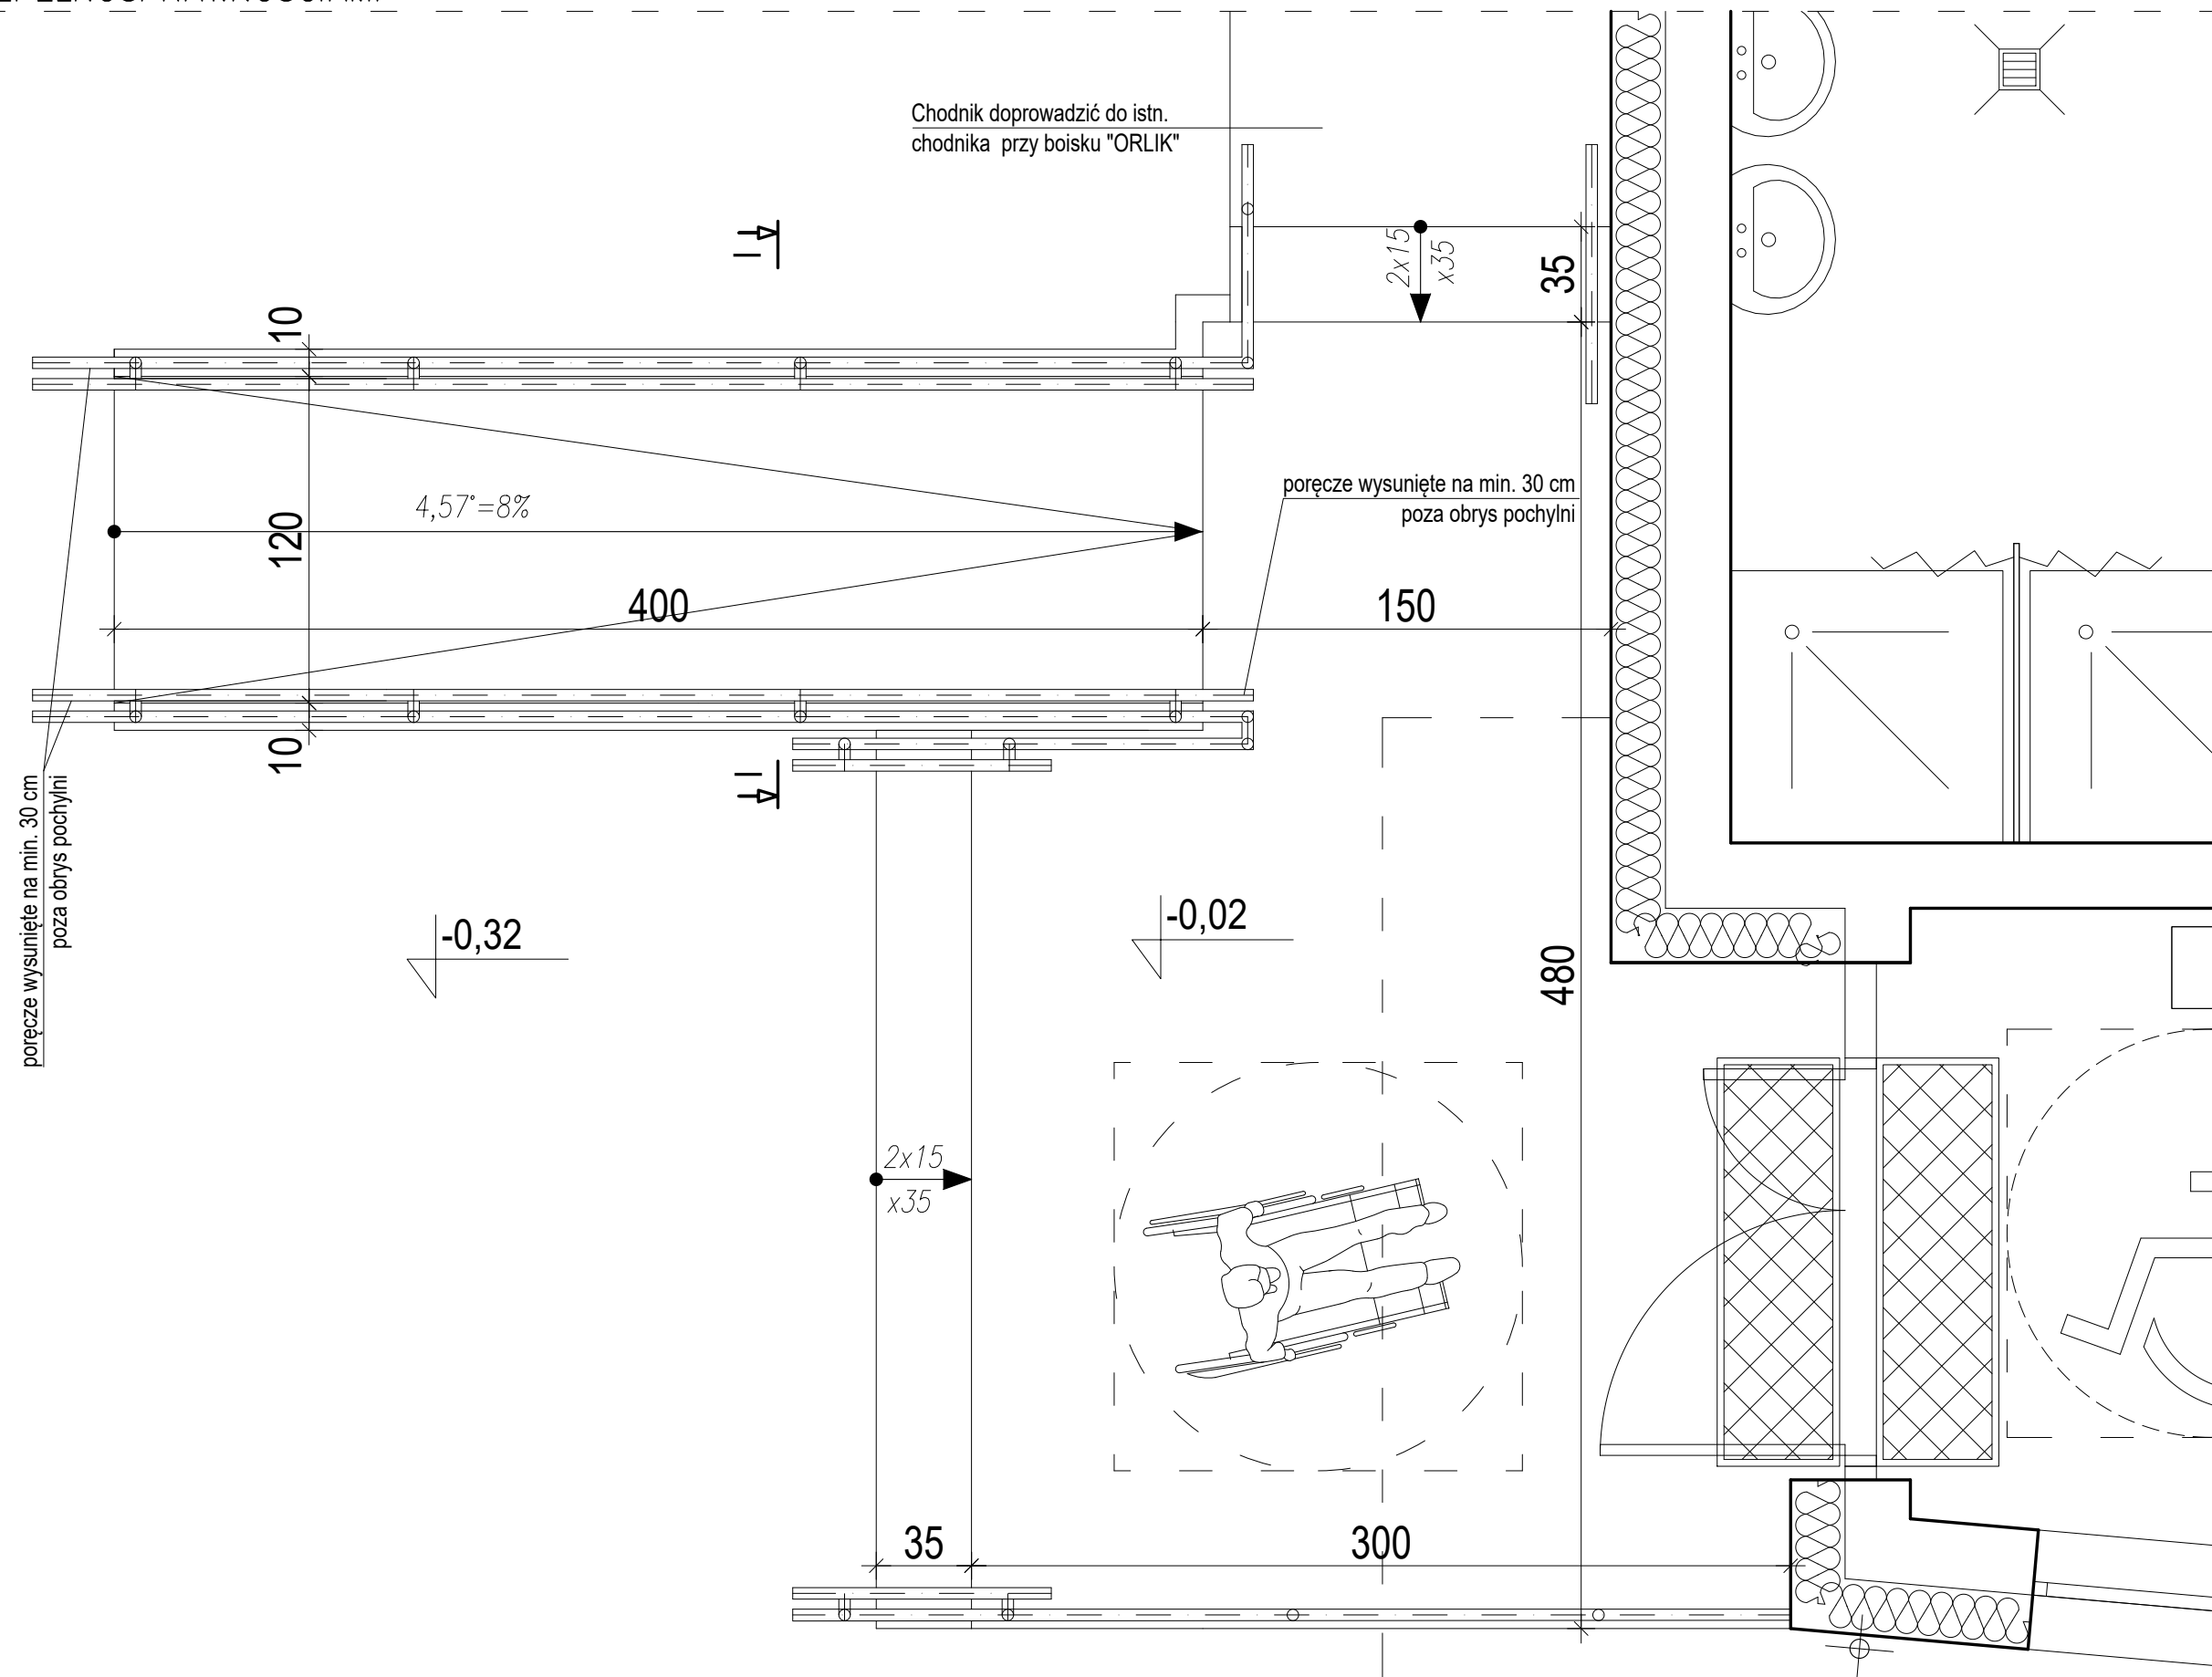 Chodnik doprowadzić do istn.
chodnika przy boisku "ORLIK"
I
2x15
x35
35
10
4,57°=8%
120
poręcze wysunięte na min. 30 cm
poza obrys pochylni
400
150
10
I
poręcze wysunięte na min. 30 cm
poza obrys pochylni
-0,32
-0,02
480
2x15
x35
35
300